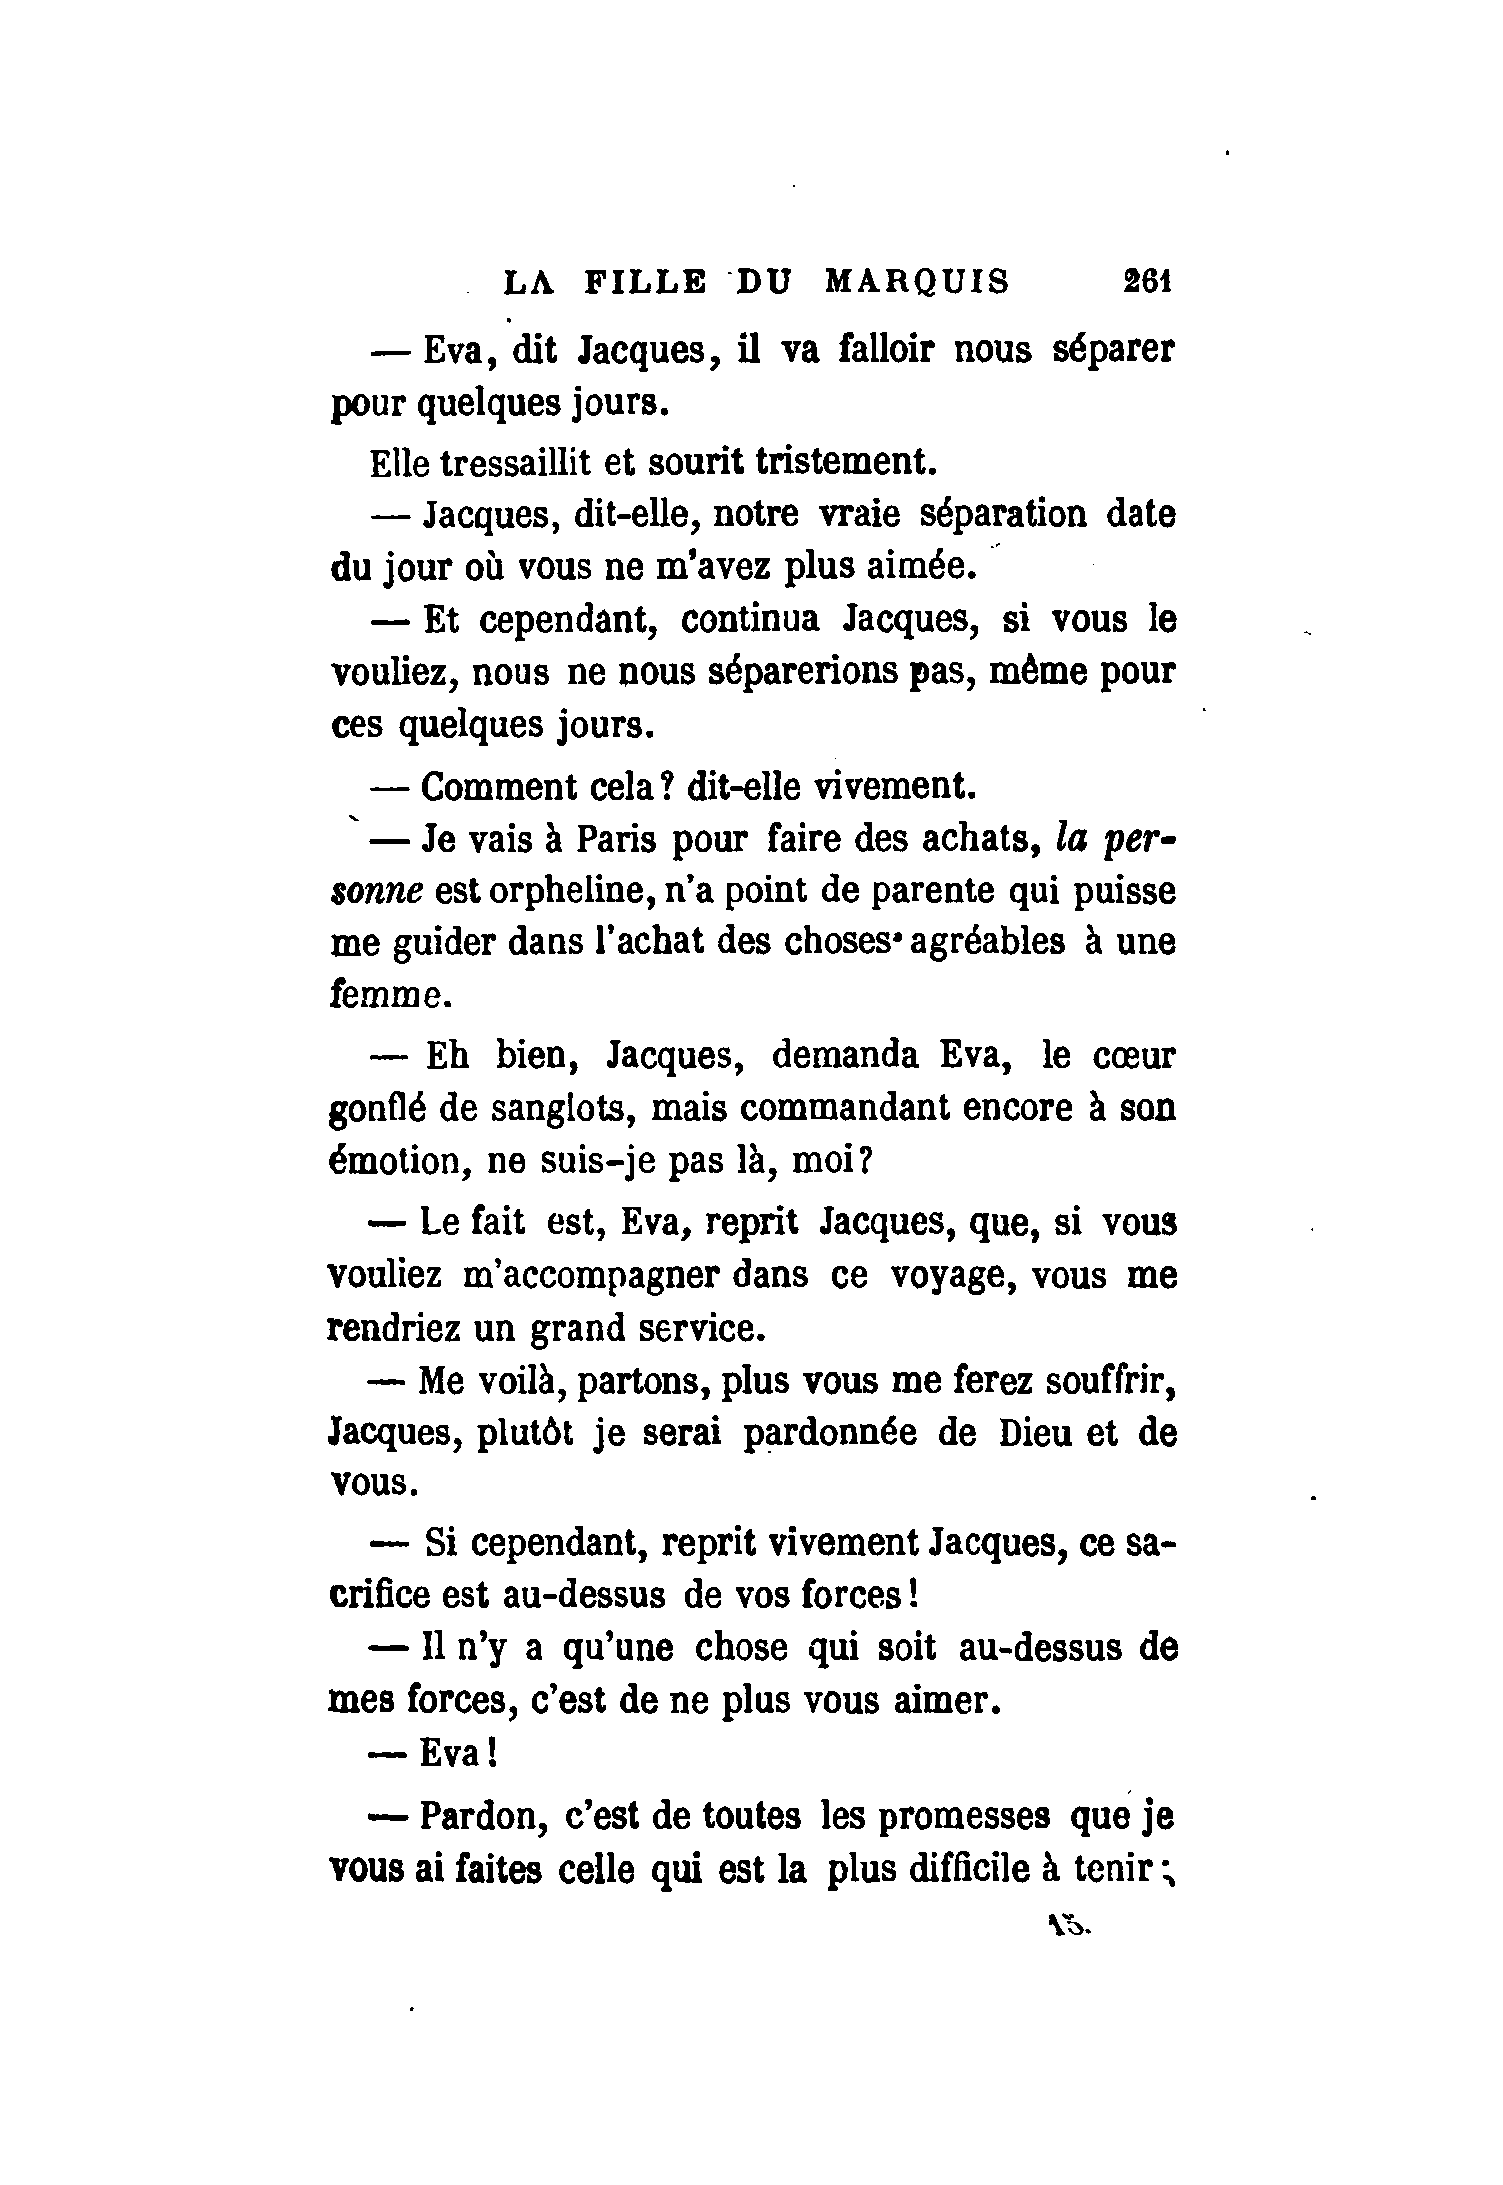 LA FILLE DU MARQUIS 261
— Eva, dit Jacques, il va falloir nous séparer
pour quelques jours.
Elle tressaillit et sourit tristement.
— Jacques, dit-elle, notre vraie séparation date
du jour où vous ne m'avez plus aimée.
— Et cependant, continua Jacques, si vous le
vouliez, nous ne nous séparerions pas, même pour
ces quelques jours.
— Comment cela? dit-elle vivement.
— Je vais à Paris pour faire des achats, la per-
sonne est orpheline, n'a point de parente qui puisse
me guider dans l'achat des choses agréables à une
femme.
— Eh bien, Jacques, demanda Eva, le cœur
gonflé de sanglots, mais commandant encore à son
émotion, ne suis-je pas là, moi?
— Le fait est, Eva, reprit Jacques, que, si vous
vouliez m'accompagner dans ce voyage, vous me
rendriez un grand service.
— Me voilà, partons, plus vous me ferez souffrir,
Jacques, plutôt je serai pardonnée de Dieu et de
vous.
— Si cependant, reprit vivement Jacques, ce sa-
crifice est au-dessus de vos forces!
— Il n'y a qu'une chose qui soit au-dessus de
mes forces, c'est de ne plus vous aimer.
— Eva!
— Pardon, c'est de toutes les promesses que je
vous ai faites celle qui est la plus difficile à tenir;
15.